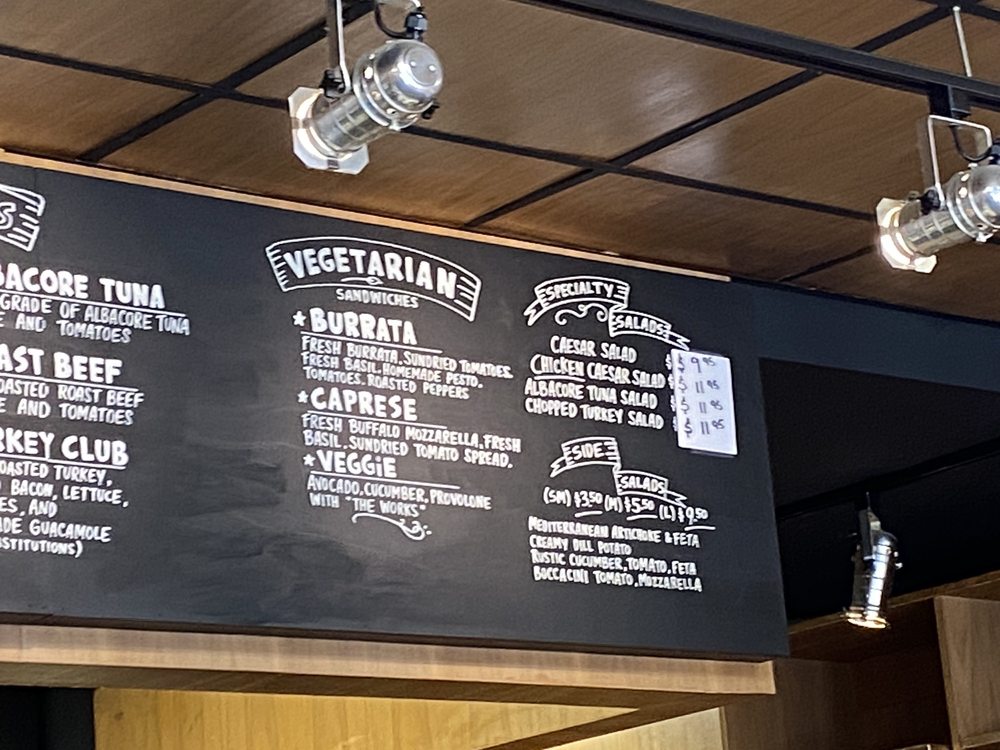 S
BACORE TUNA
GRADE OF ALBACORE TUNA
E AND TOMATOES
AST BEEF
OASTED ROAST BEEF
E AND TOMATOES
RKEY CLUB
OASTED TURKEY,
BACON, LETTUCE,
ES, AND
ADE GUACAMOLE
BSTITUTIONS)
VEGETARIAN
SANDWICHES
★ BURRATA
FRESH BURRATA. SUNDRIED TOMATOES.
FRESH BASIL. HOMEMADE PESTO.
TOMATOES. ROASTED PEPPERS
★ CAPRESE
FRESH BUFFALO MOZZARELLA, FRESH
BASIL. SUNDRIED TOMATO SPREAD.
★ VEGGiE
AVOCADO, CUCUMBER, PROVOLONE
WITH "THE WORKS"
SPECIALTY
SALADS
CAESAR SALAD $ 9 95
CHICKEN CAESAR SALAD $ 11 95
ALBACORE TUNA SALAD $ 11 95
CHOPPED TURKEY SALAD $ 11 95
SIDE
SALADS
(SM) $3.50 (M) $5.50 (L) $9.50
MEDITERRANEAN ARTICHOKE & FETA
CREAMY DILL POTATO
RUSTIC CUCUMBER, TOMATO, FETA
BOCCACINI TOMATO, MOZZARELLA